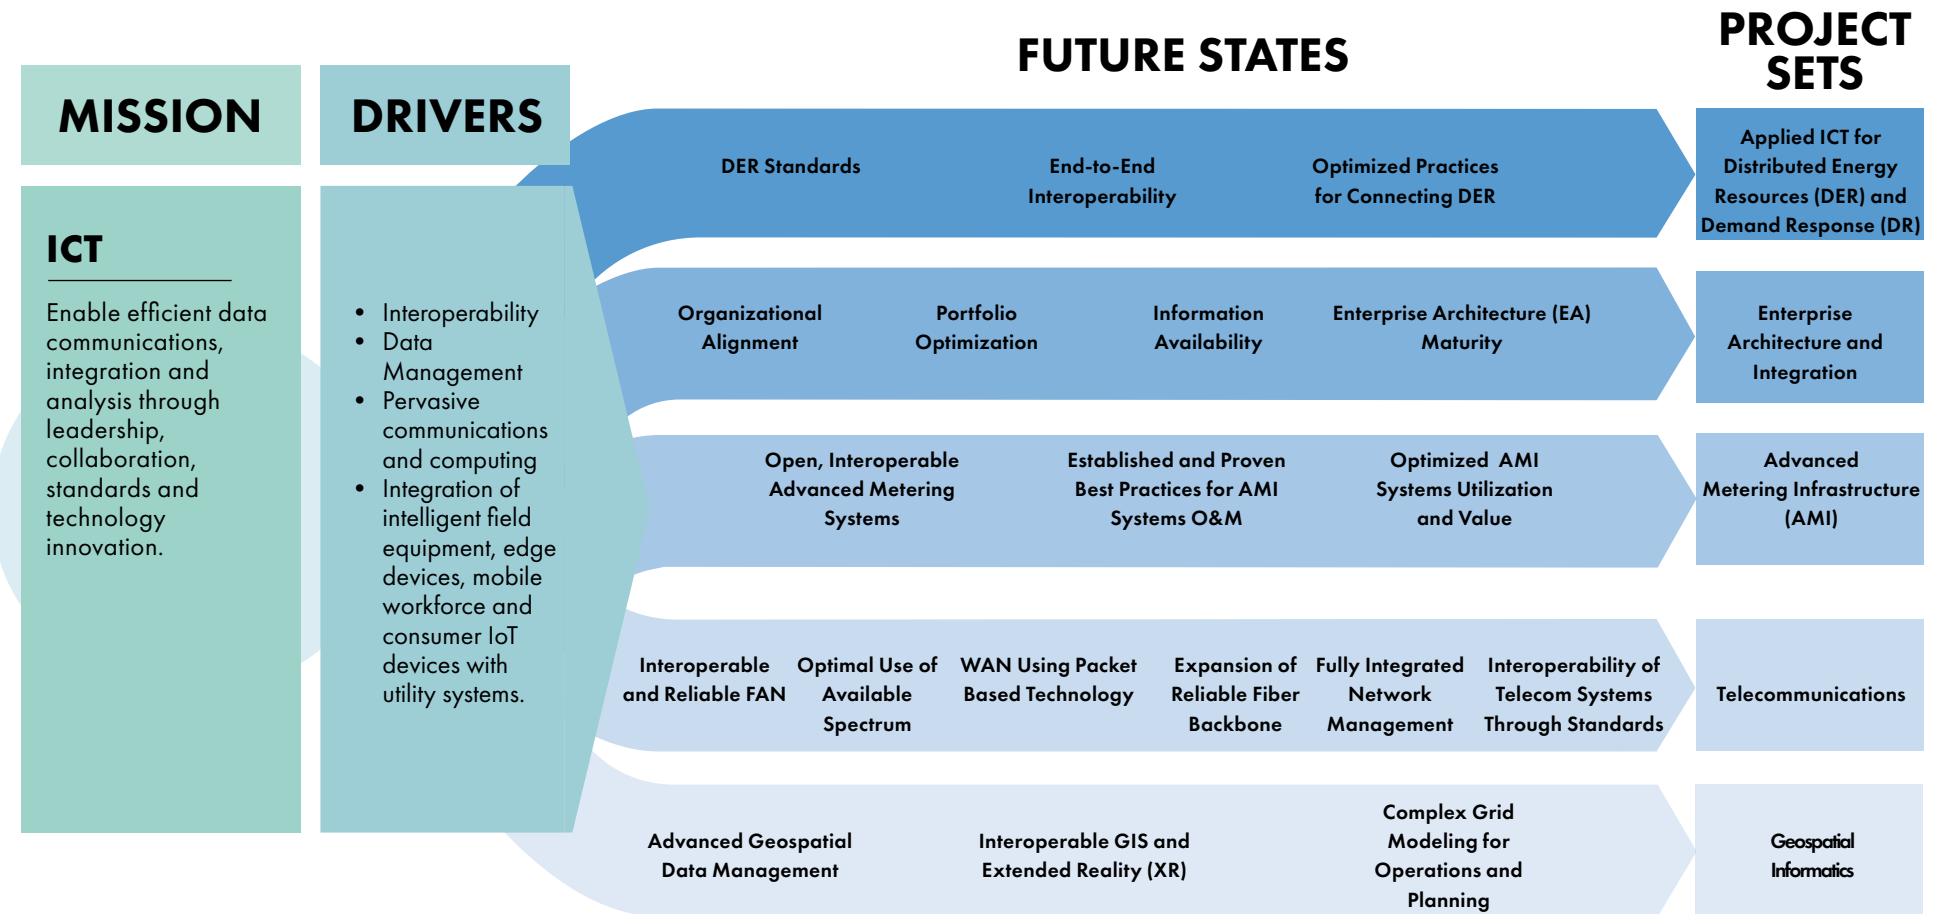 MISSION
DRIVERS
FUTURE STATES
PROJECT
SETS
ICT
Enable efficient data
communications,
integration and
analysis through
leadership,
collaboration,
standards and
technology
innovation.
• Interoperability
• Data
Management
• Pervasive
communications
and computing
• Integration of
intelligent field
equipment, edge
devices, mobile
workforce and
consumer IoT
devices with
utility systems.
DER Standards
End-to-End
Interoperability
Optimized Practices
for Connecting DER
Applied ICT for
Distributed Energy
Resources (DER) and
Demand Response (DR)
Organizational
Alignment
Portfolio
Optimization
Information
Availability
Enterprise Architecture (EA)
Maturity
Enterprise
Architecture and
Integration
Open, Interoperable
Advanced Metering
Systems
Established and Proven
Best Practices for AMI
Systems O&M
Optimized AMI
Systems Utilization
and Value
Advanced
Metering Infrastructure
(AMI)
Interoperable
and Reliable FAN
Optimal Use of
Available
Spectrum
WAN Using Packet
Based Technology
Expansion of
Reliable Fiber
Backbone
Fully Integrated
Network
Management
Interoperability of
Telecom Systems
Through Standards
Telecommunications
Advanced Geospatial
Data Management
Interoperable GIS and
Extended Reality (XR)
Complex Grid
Modeling for
Operations and
Planning
Geospatial
Informatics